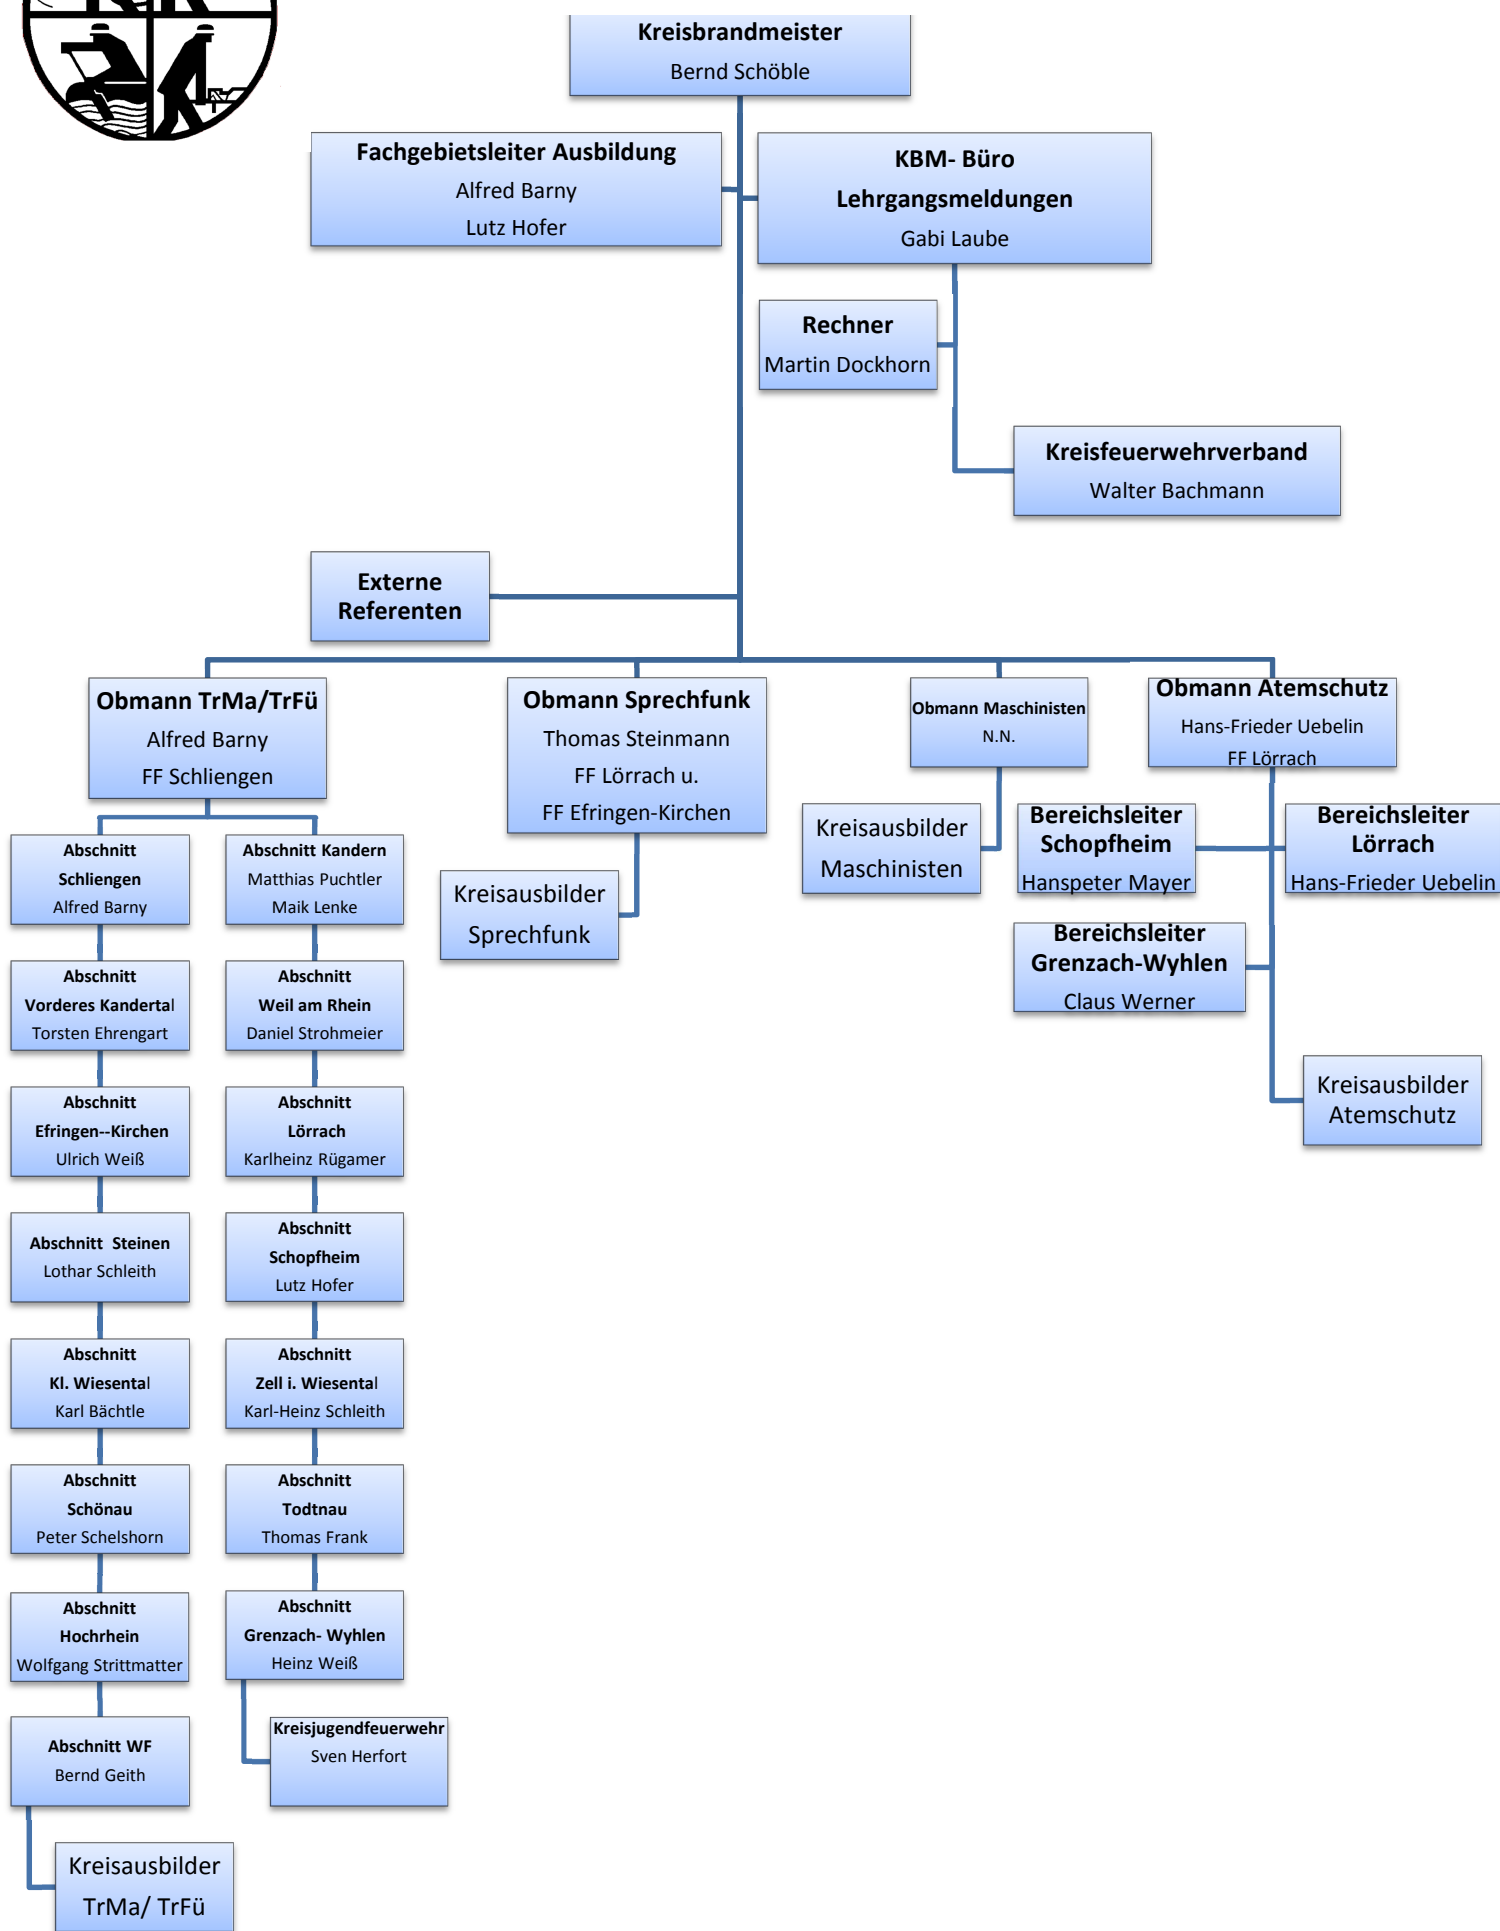 Kreisbrandmeister
Bernd Schöble
Fachgebietsleiter Ausbildung
Alfred Barny
Lutz Hofer
KBM- Büro
Lehrgangsmeldungen
Gabi Laube
Rechner
Martin Dockhorn
Kreisfeuerwehrverband
Walter Bachmann
Externe
Referenten
Obmann TrMa/TrFü
Alfred Barny
FF Schliengen
Obmann Sprechfunk
Thomas Steinmann
FF Lörrach u.
FF Efringen-Kirchen
Obmann Maschinisten
N.N.
Obmann Atemschutz
Hans-Frieder Uebelin
FF Lörrach
Kreisausbilder
Sprechfunk
Kreisausbilder
Maschinisten
Bereichsleiter
Schopfheim
Hanspeter Mayer
Bereichsleiter
Lörrach
Hans-Frieder Uebelin
Bereichsleiter
Grenzach-Wyhlen
Claus Werner
Kreisausbilder
Atemschutz
Abschnitt
Schliengen
Alfred Barny
Abschnitt Kandern
Matthias Puchtler
Maik Lenke
Abschnitt
Vorderes Kandertal
Torsten Ehrengart
Abschnitt
Weil am Rhein
Daniel Strohmeier
Abschnitt
Efringen--Kirchen
Ulrich Weiß
Abschnitt
Lörrach
Karlheinz Rügamer
Abschnitt  Steinen
Lothar Schleith
Abschnitt
Schopfheim
Lutz Hofer
Abschnitt
Kl. Wiesental
Karl Bächtle
Abschnitt
Zell i. Wiesental
Karl-Heinz Schleith
Abschnitt
Schönau
Peter Schelshorn
Abschnitt
Todtnau
Thomas Frank
Abschnitt
Hochrhein
Wolfgang Strittmatter
Abschnitt
Grenzach- Wyhlen
Heinz Weiß
Abschnitt WF
Bernd Geith
Kreisjugendfeuerwehr
Sven Herfort
Kreisausbilder
TrMa/ TrFü